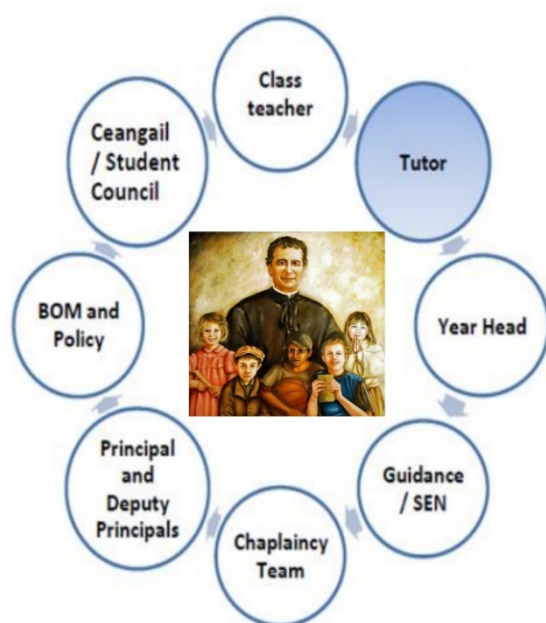 Class
teacher
Tutor
Year Head
Guidance
/ SEN
Chaplaincy
Team
Principal
and
Deputy
Principals
BOM and
Policy
Ceangail
/ Student
Council